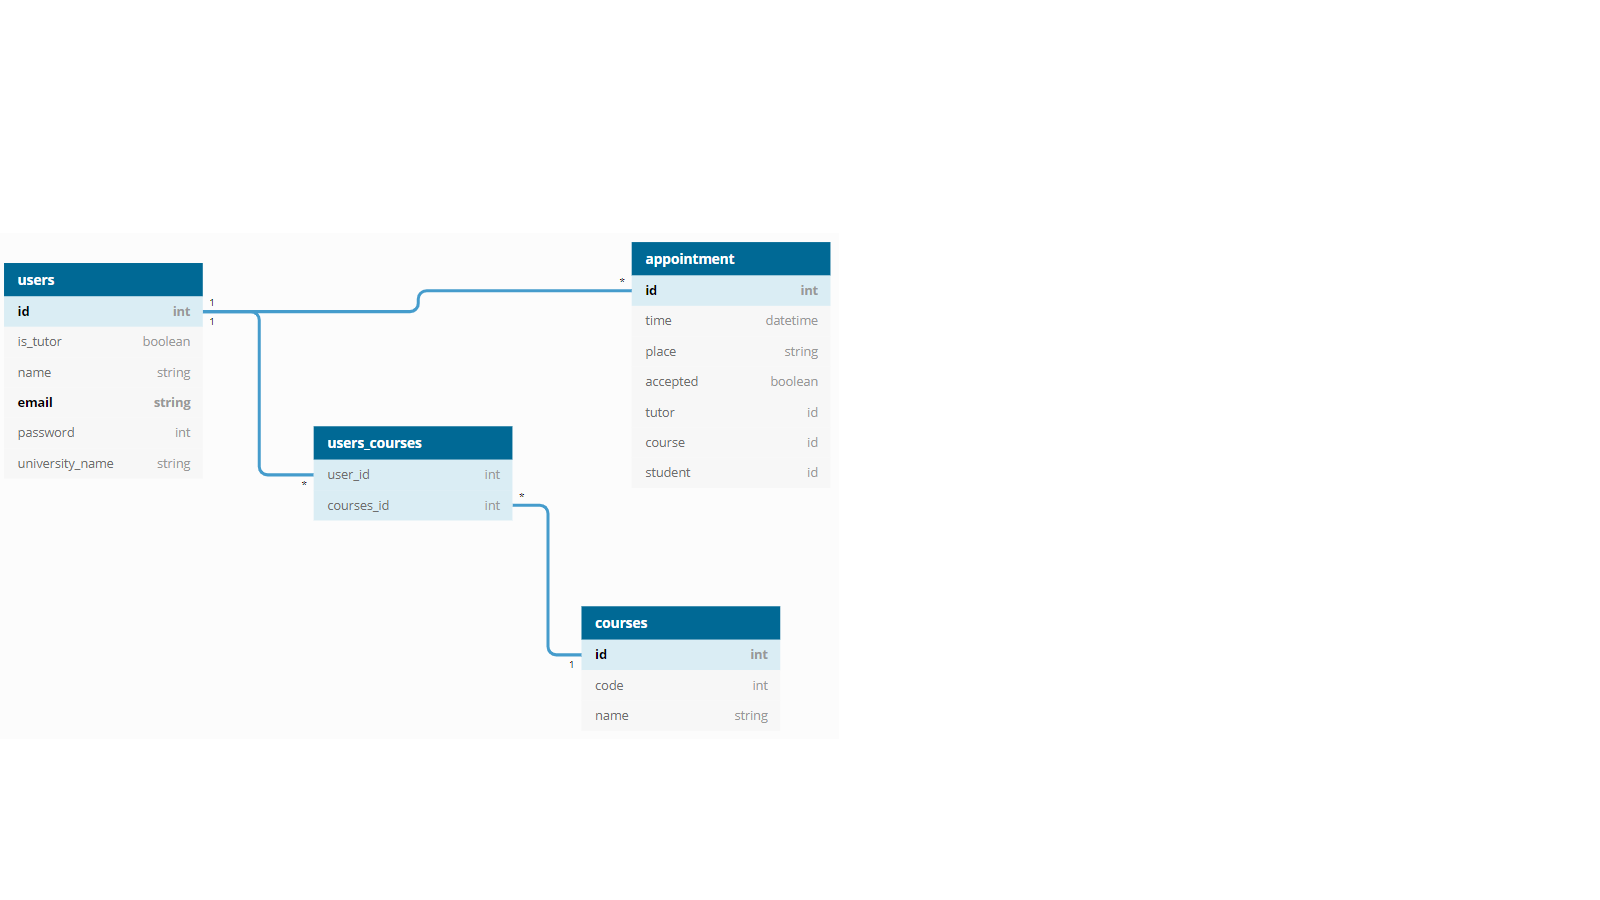 users
id int
is_tutor boolean
name string
email string
password int
university_name string
1
1
*
appointment
id int
time datetime
place string
accepted boolean
tutor id
course id
student id
*
users_courses
user_id int
courses_id int
*
1
courses
id int
code int
name string